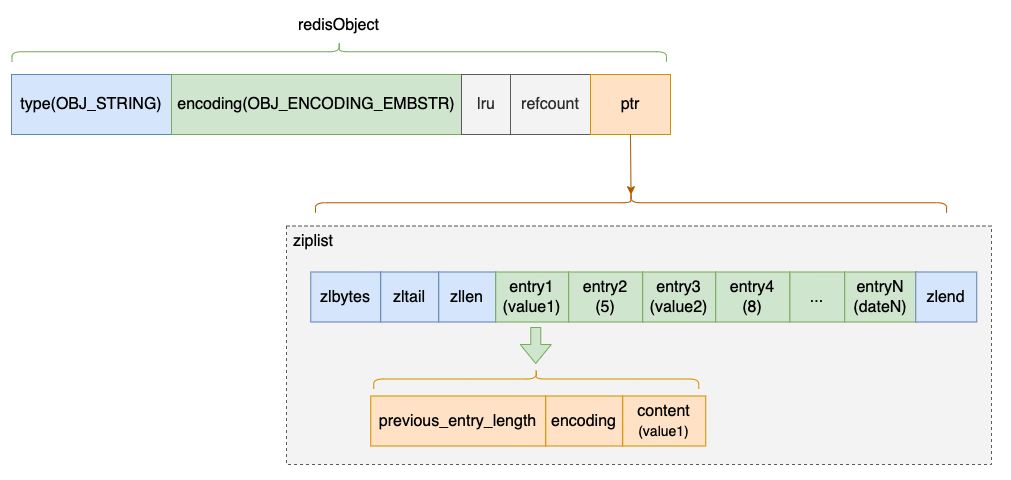 redisObject
type(OBJ_STRING) encoding(OBJ_ENCODING_EMBSTR) lru refcount ptr
ziplist
zlbytes zltail zllen entry1 entry2 entry3 entry4 ... entryN zlend
(value1) (5) (value2) (8) (dateN)
previous_entry_length encoding content
(value1)